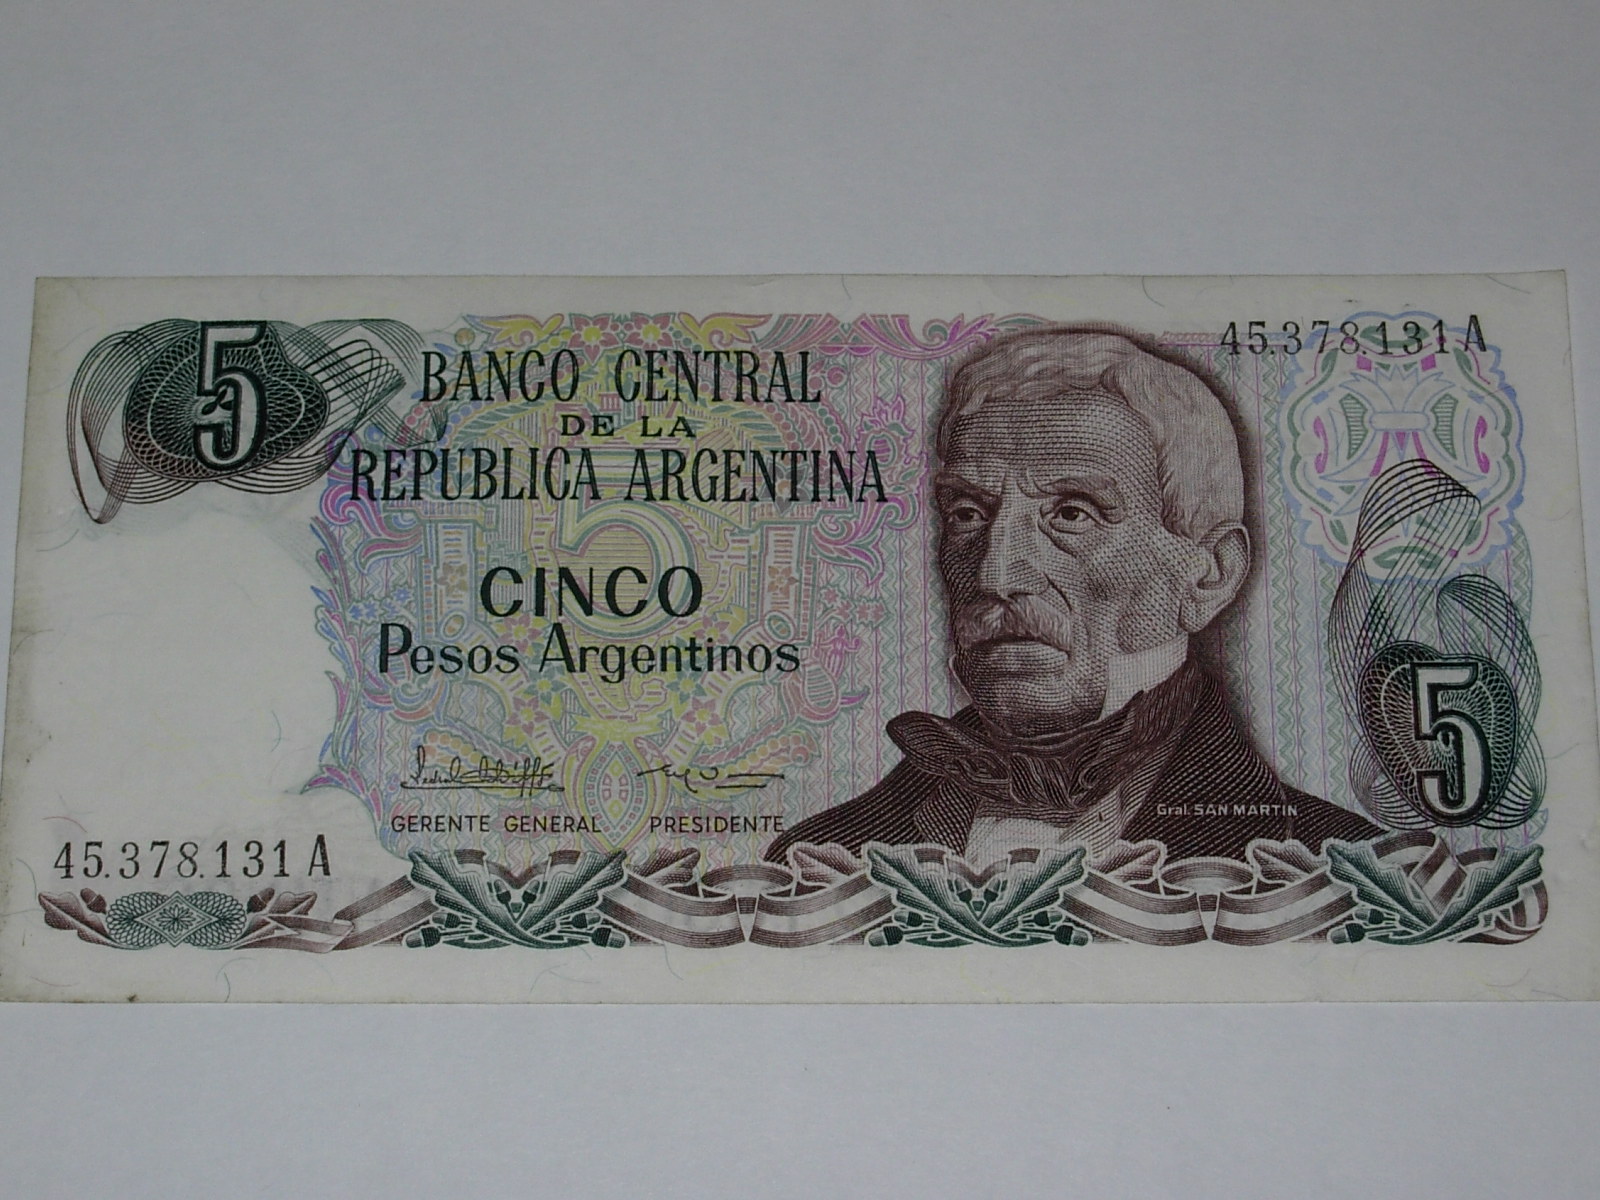 5
BANCO CENTRAL
DE LA
REPUBLICA ARGENTINA
45.378.131 A
5
CINCO
Pesos Argentinos
GERENTE GENERAL PRESIDENTE
Gral. SAN MARTIN
5
45.378.131 A